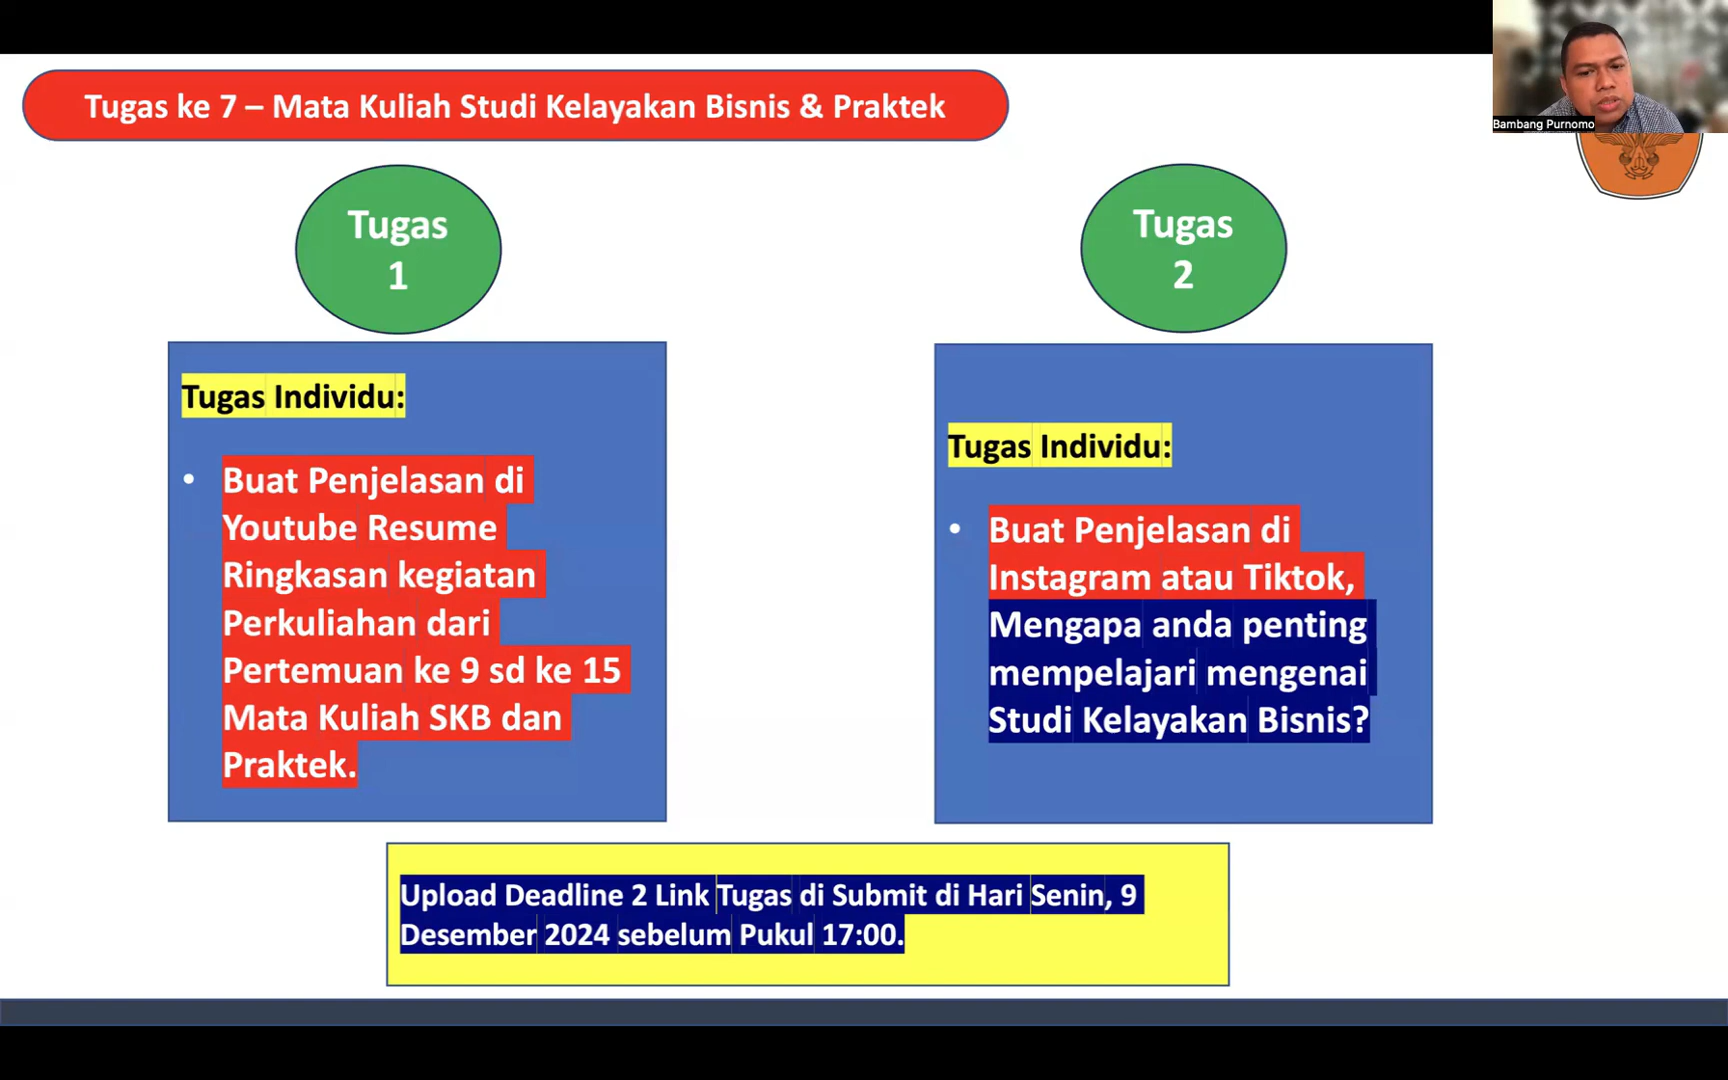 Tugas ke 7 – Mata Kuliah Studi Kelayakan Bisnis & Praktek
Bambang Purnomo
Tugas
1
Tugas Individu:
• Buat Penjelasan di
Youtube Resume
Ringkasan kegiatan
Perkuliahan dari
Pertemuan ke 9 sd ke 15
Mata Kuliah SKB dan
Praktek.
Tugas
2
Tugas Individu:
• Buat Penjelasan di
Instagram atau Tiktok,
Mengapa anda penting
mempelajari mengenai
Studi Kelayakan Bisnis?
Upload Deadline 2 Link Tugas di Submit di Hari Senin, 9
Desember 2024 sebelum Pukul 17:00.